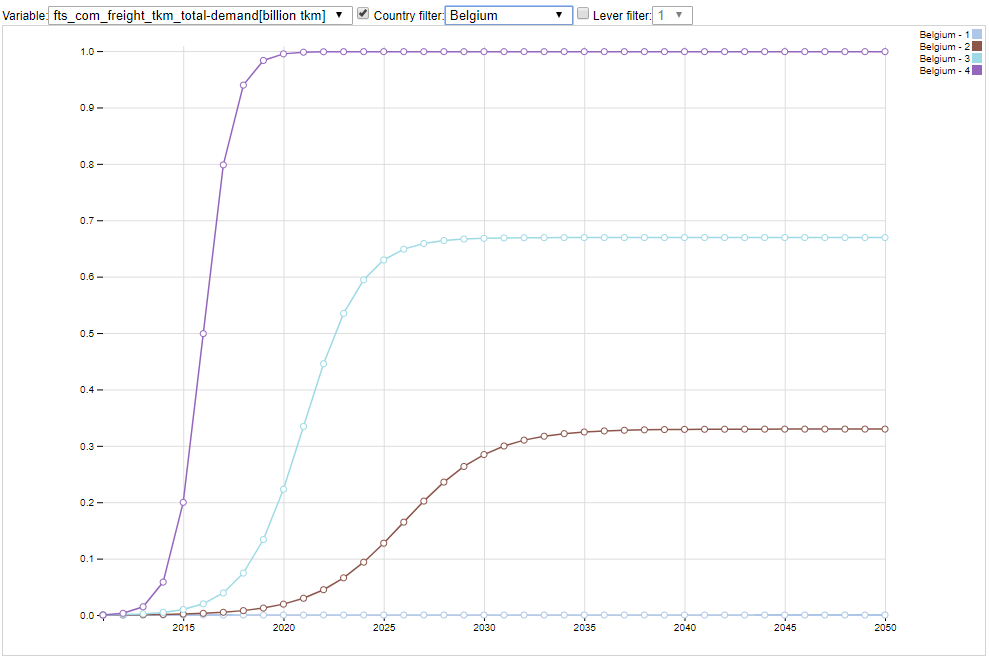 Variable: fts_com_freight_tkm_total-demand[billion tkm] ▼ Country filter: Belgium ▼ Lever filter: 1 ▼
Belgium - 1
Belgium - 2
Belgium - 3
Belgium - 4
1.0
0.9
0.8
0.7
0.6
0.5
0.4
0.3
0.2
0.1
0.0
2015 2020 2025 2030 2035 2040 2045 2050